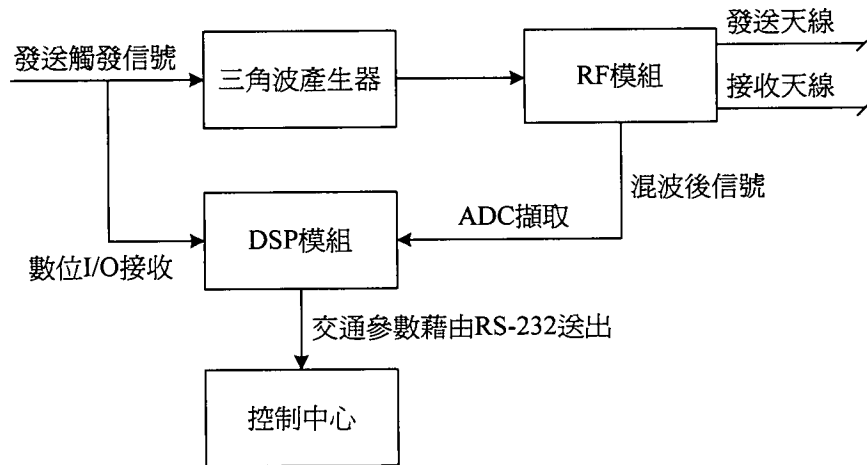 發送觸發信號
三角波產生器
RF模組
發送天線
接收天線
混波後信號
ADC擷取
DSP模組
數位I/O接收
交通參數藉由RS-232送出
控制中心